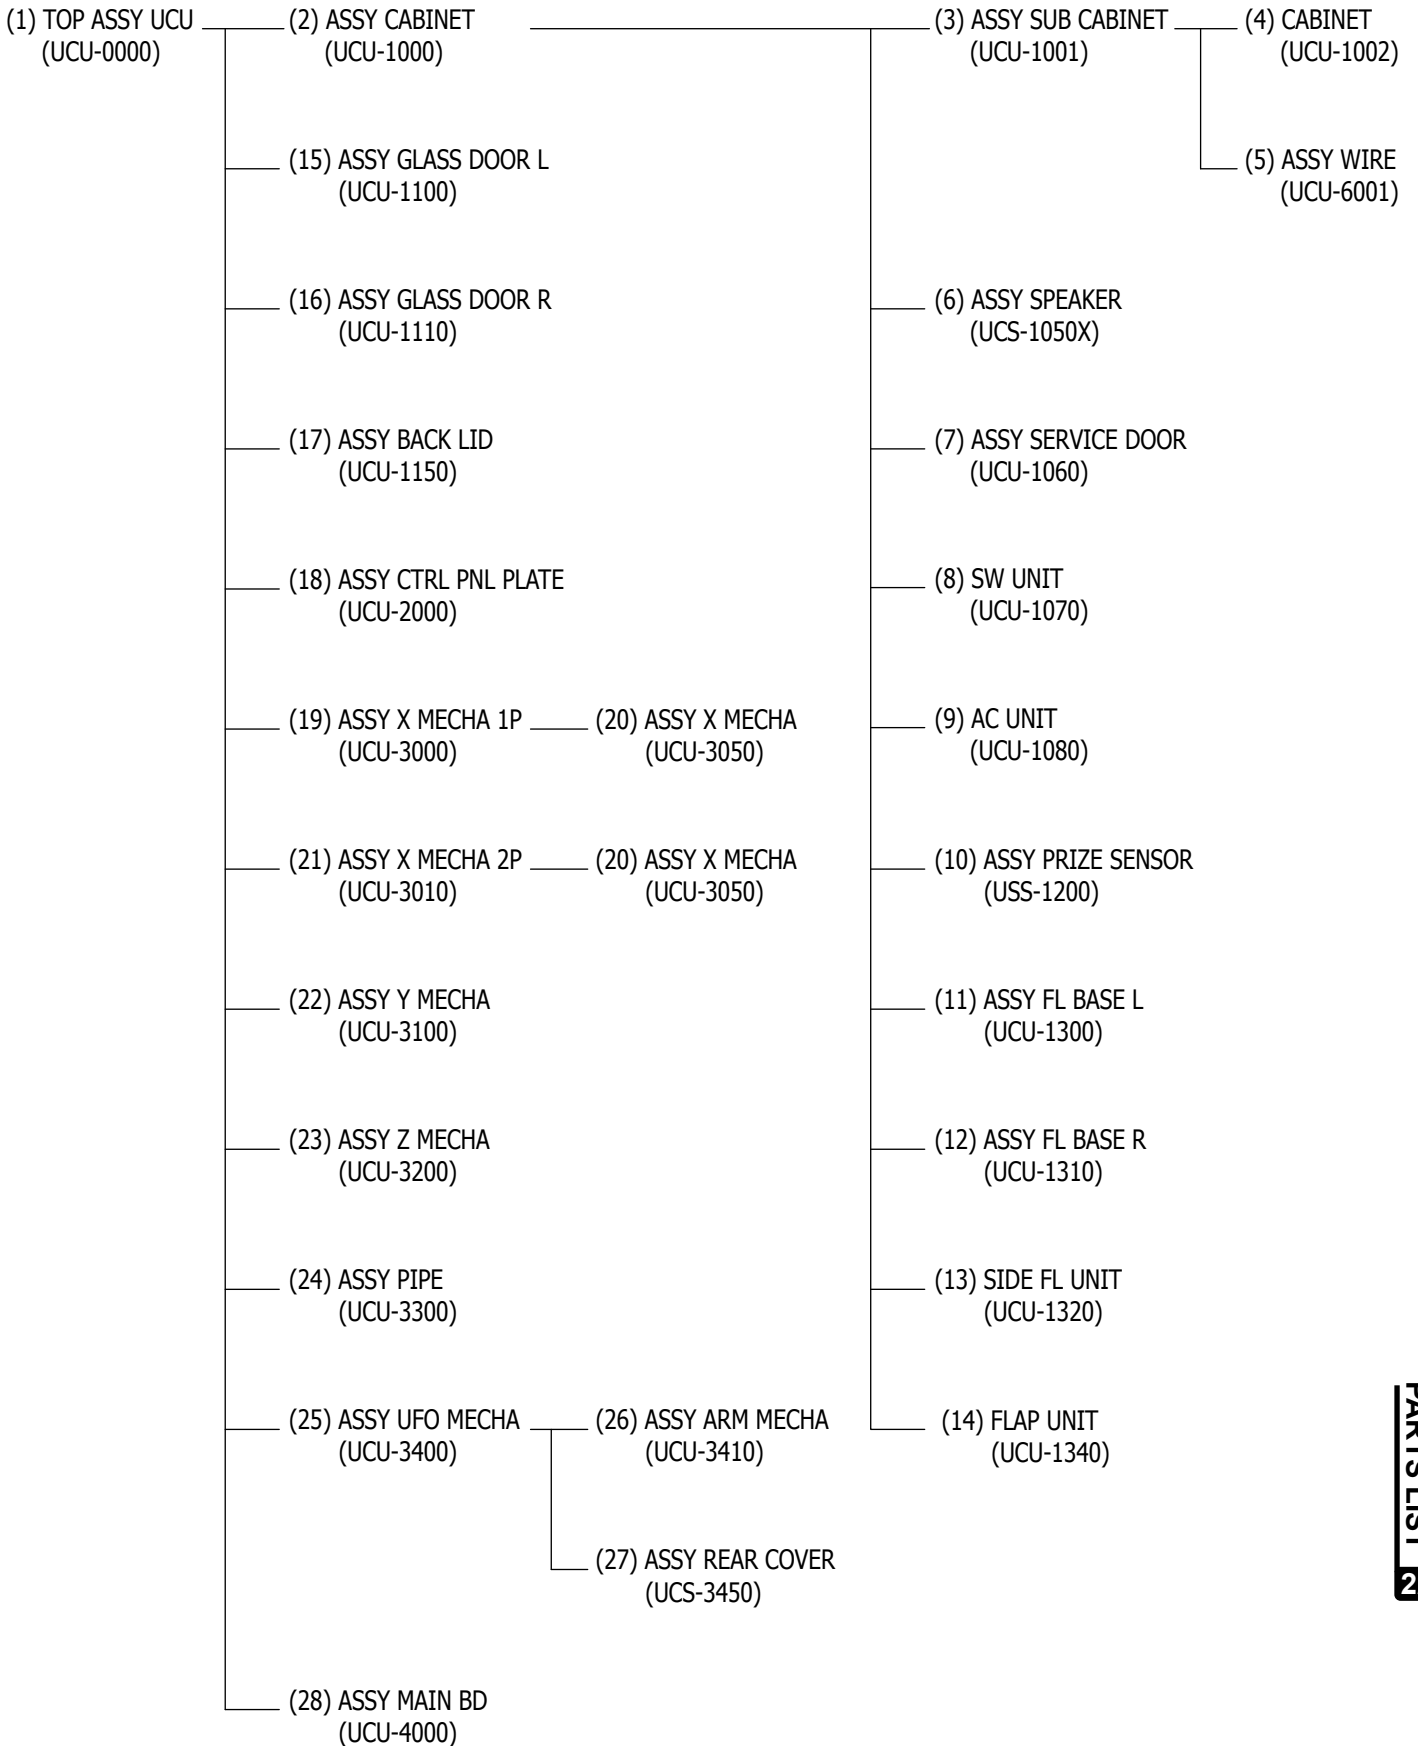 (1) TOP ASSY UCU
(UCU-0000)
(2) ASSY CABINET
(UCU-1000)
(3) ASSY SUB CABINET
(UCU-1001)
(4) CABINET
(UCU-1002)
(15) ASSY GLASS DOOR L
(UCU-1100)
(5) ASSY WIRE
(UCU-6001)
(16) ASSY GLASS DOOR R
(UCU-1110)
(6) ASSY SPEAKER
(UCS-1050X)
(17) ASSY BACK LID
(UCU-1150)
(7) ASSY SERVICE DOOR
(UCU-1060)
(18) ASSY CTRL PNL PLATE
(UCU-2000)
(8) SW UNIT
(UCU-1070)
(19) ASSY X MECHA 1P
(UCU-3000)
(20) ASSY X MECHA
(UCU-3050)
(9) AC UNIT
(UCU-1080)
(21) ASSY X MECHA 2P
(UCU-3010)
(20) ASSY X MECHA
(UCU-3050)
(10) ASSY PRIZE SENSOR
(USS-1200)
(22) ASSY Y MECHA
(UCU-3100)
(11) ASSY FL BASE L
(UCU-1300)
(23) ASSY Z MECHA
(UCU-3200)
(12) ASSY FL BASE R
(UCU-1310)
(24) ASSY PIPE
(UCU-3300)
(13) SIDE FL UNIT
(UCU-1320)
(25) ASSY UFO MECHA
(UCU-3400)
(26) ASSY ARM MECHA
(UCU-3410)
(14) FLAP UNIT
(UCU-1340)
(27) ASSY REAR COVER
(UCS-3450)
(28) ASSY MAIN BD
(UCU-4000)
PARTS LIST